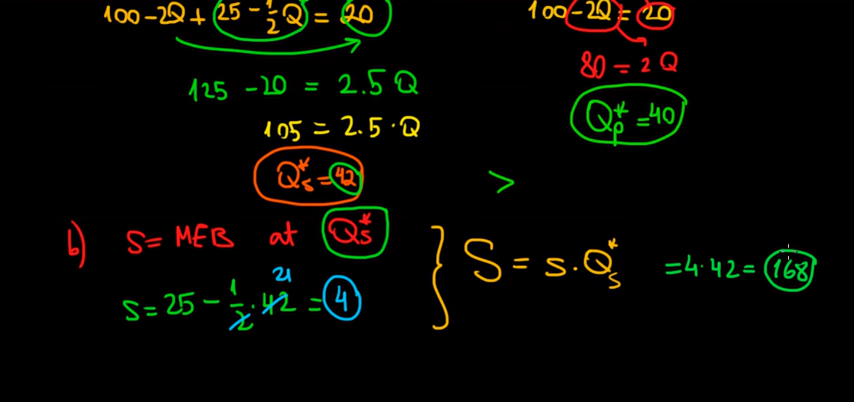 100-2Q + 25 - 1/2 Q = 20
125 - 20 = 2.5 Q
105 = 2.5 · Q
Q*s = 42
100 - 2Q = 20
80 = 2 Q
Q*p = 40
>
b) s = MEB at Q*s
s = 25 - 1/2 · 42 = 4
21
} S = s · Q*s = 4 · 42 = 168